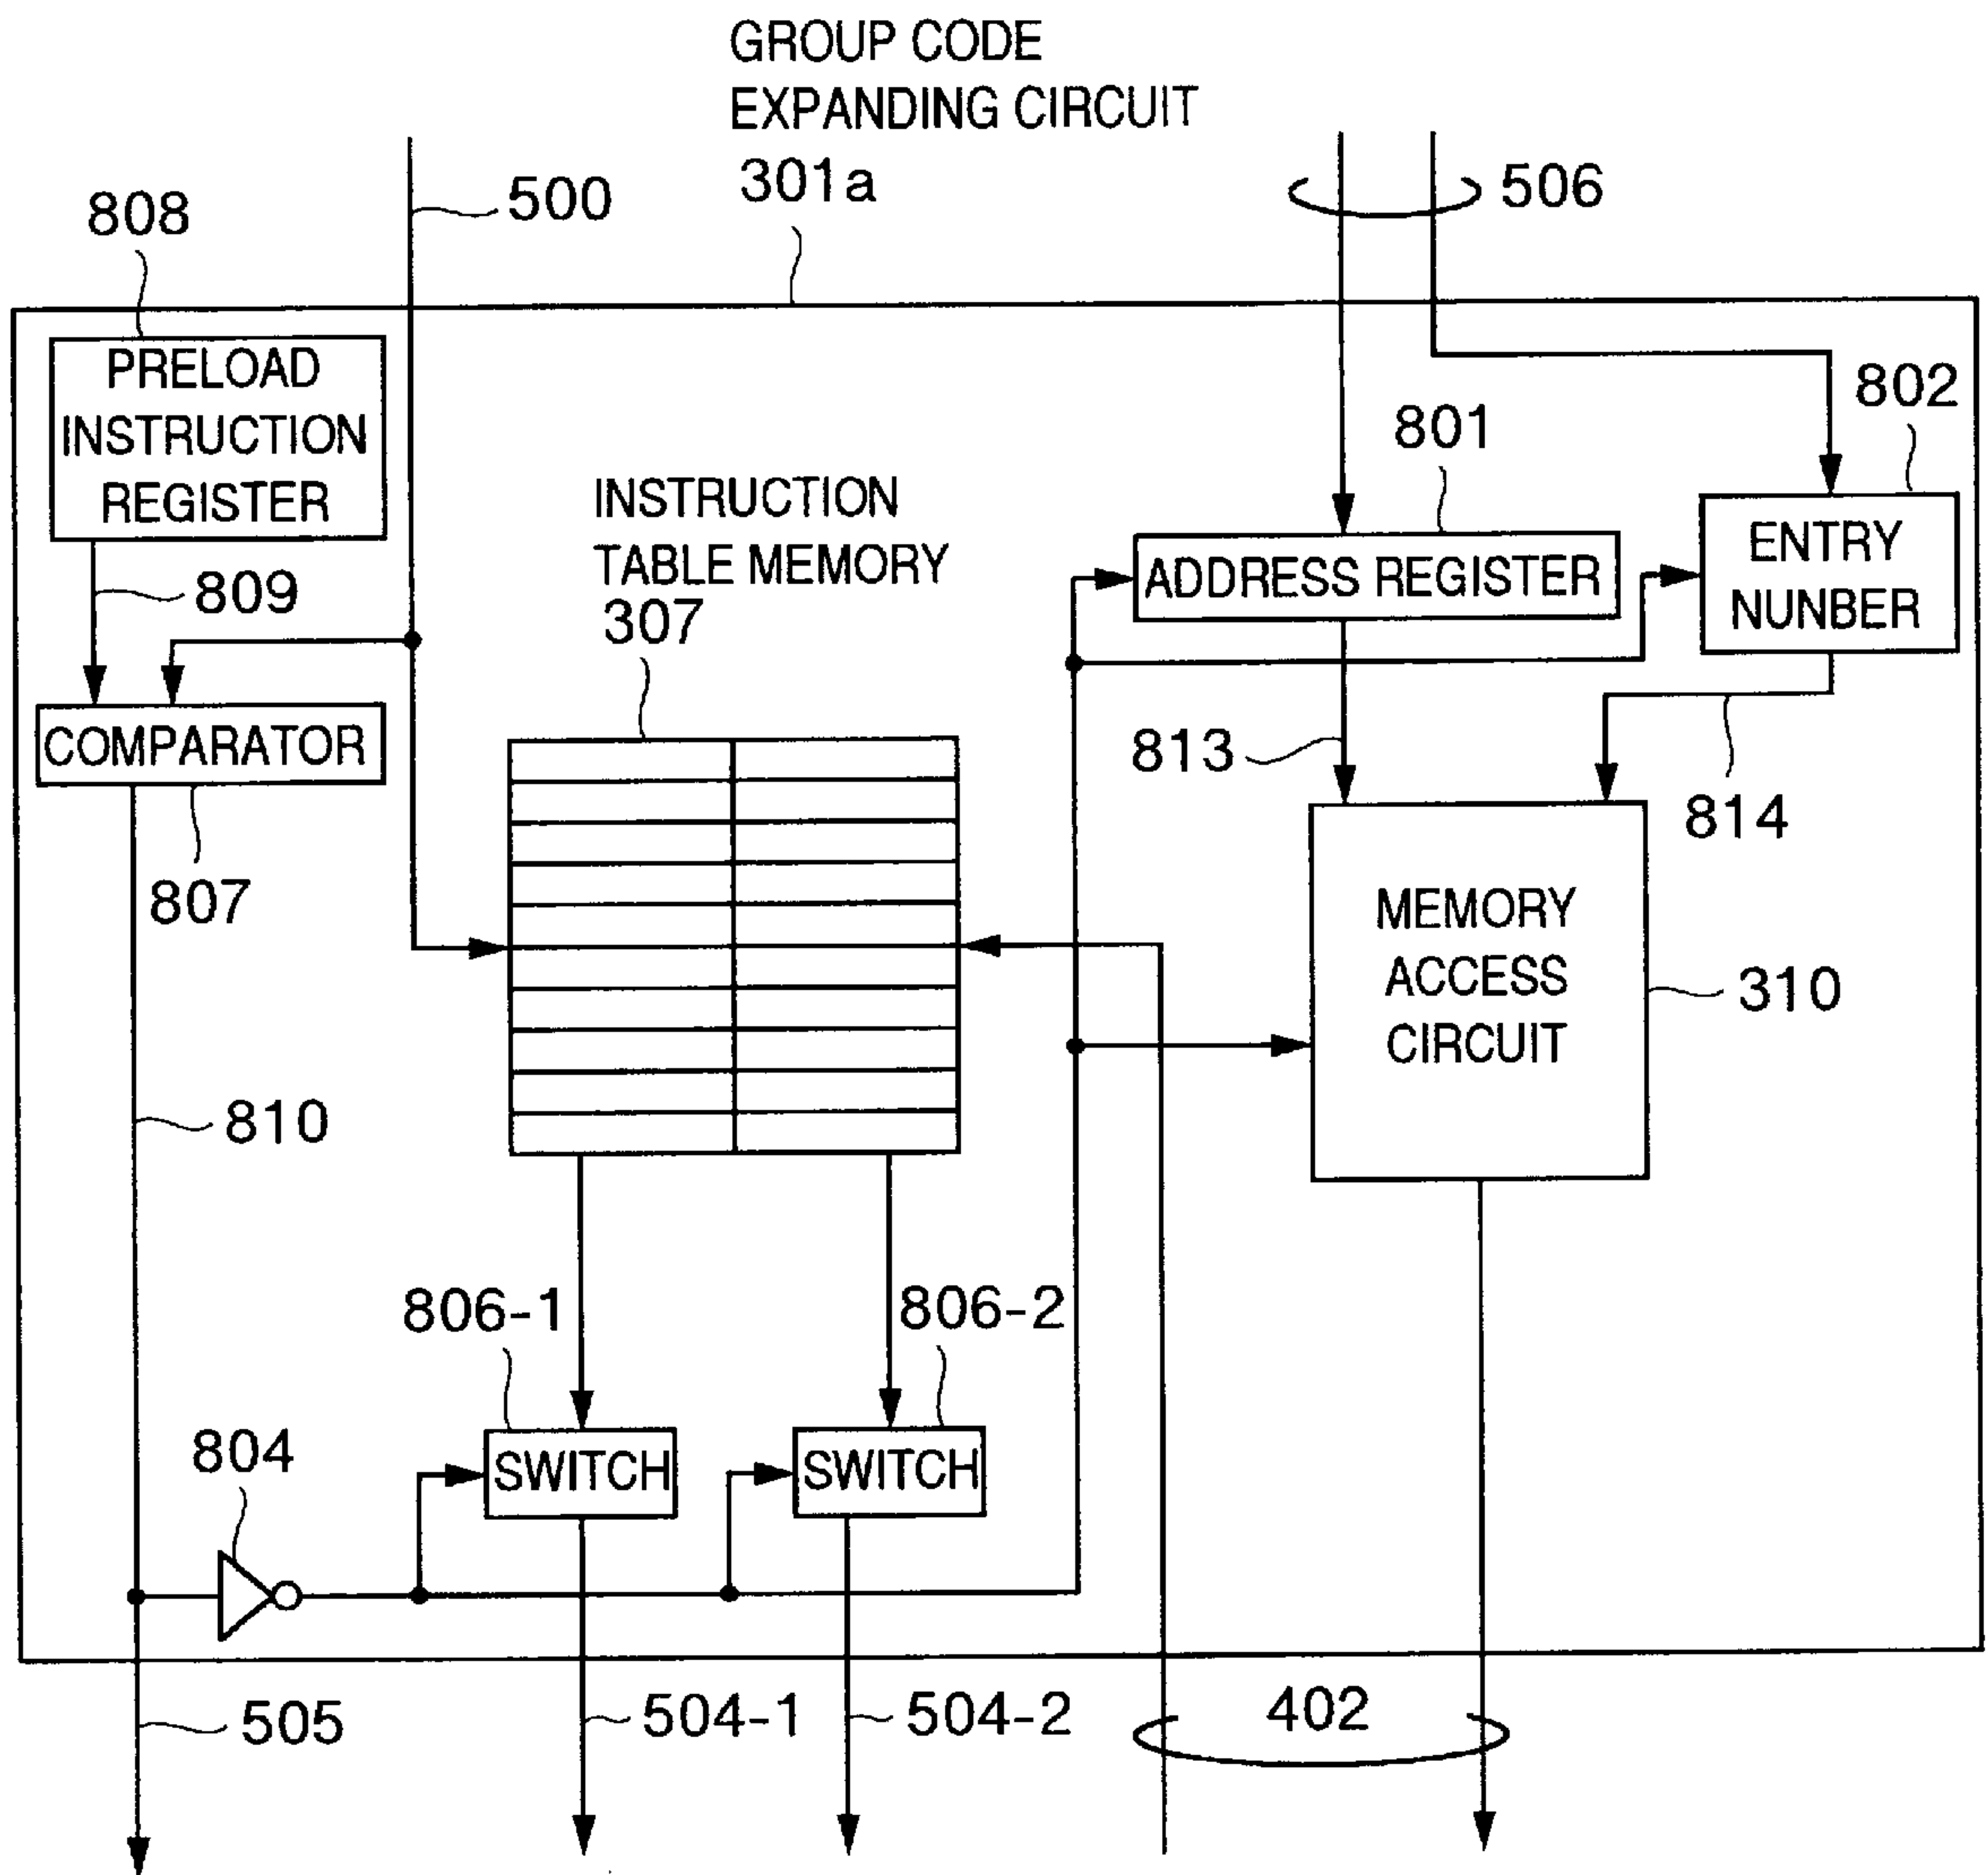 GROUP CODE
EXPANDING CIRCUIT
301a
500
506
808
PRELOAD
INSTRUCTION
REGISTER
802
801
INSTRUCTION
TABLE MEMORY
307
ENTRY
NUNBER
ADDRESS REGISTER
809
COMPARATOR
813
814
807
MEMORY
ACCESS
CIRCUIT
310
810
806-1
806-2
804
SWITCH
SWITCH
505
504-1
504-2
402